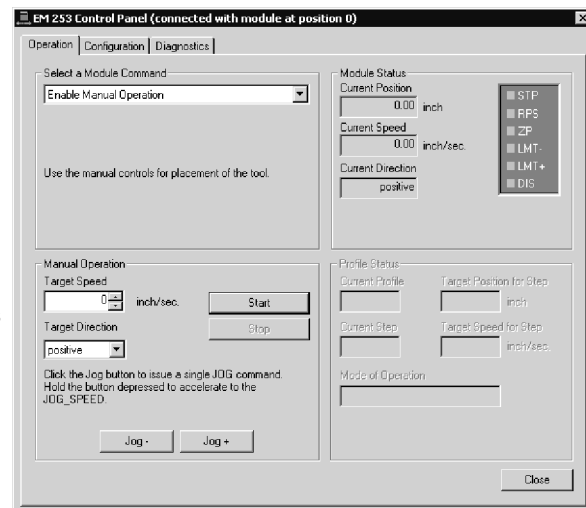 EM 253 Control Panel (connected with module at position 0)
Operation Configuration Diagnostics
Select a Module Command
Enable Manual Operation
Use the manual controls for placement of the tool.
Module Status
Current Position
0.00 inch
Current Speed
0.00 inch/sec.
Current Direction
positive
STP
RPS
ZP
LMT-
LMT+
DIS
Manual Operation
Target Speed
0 inch/sec.
Start
Target Direction
Stop
positive
Click the Jog button to issue a single JOG command.
Hold the button depressed to accelerate to the
JOG_SPEED.
Jog - Jog +
Profile Status
Current Profile Target Position for Step
inch
Current Step Target Speed for Step
inch/sec.
Mode of Operation
Close